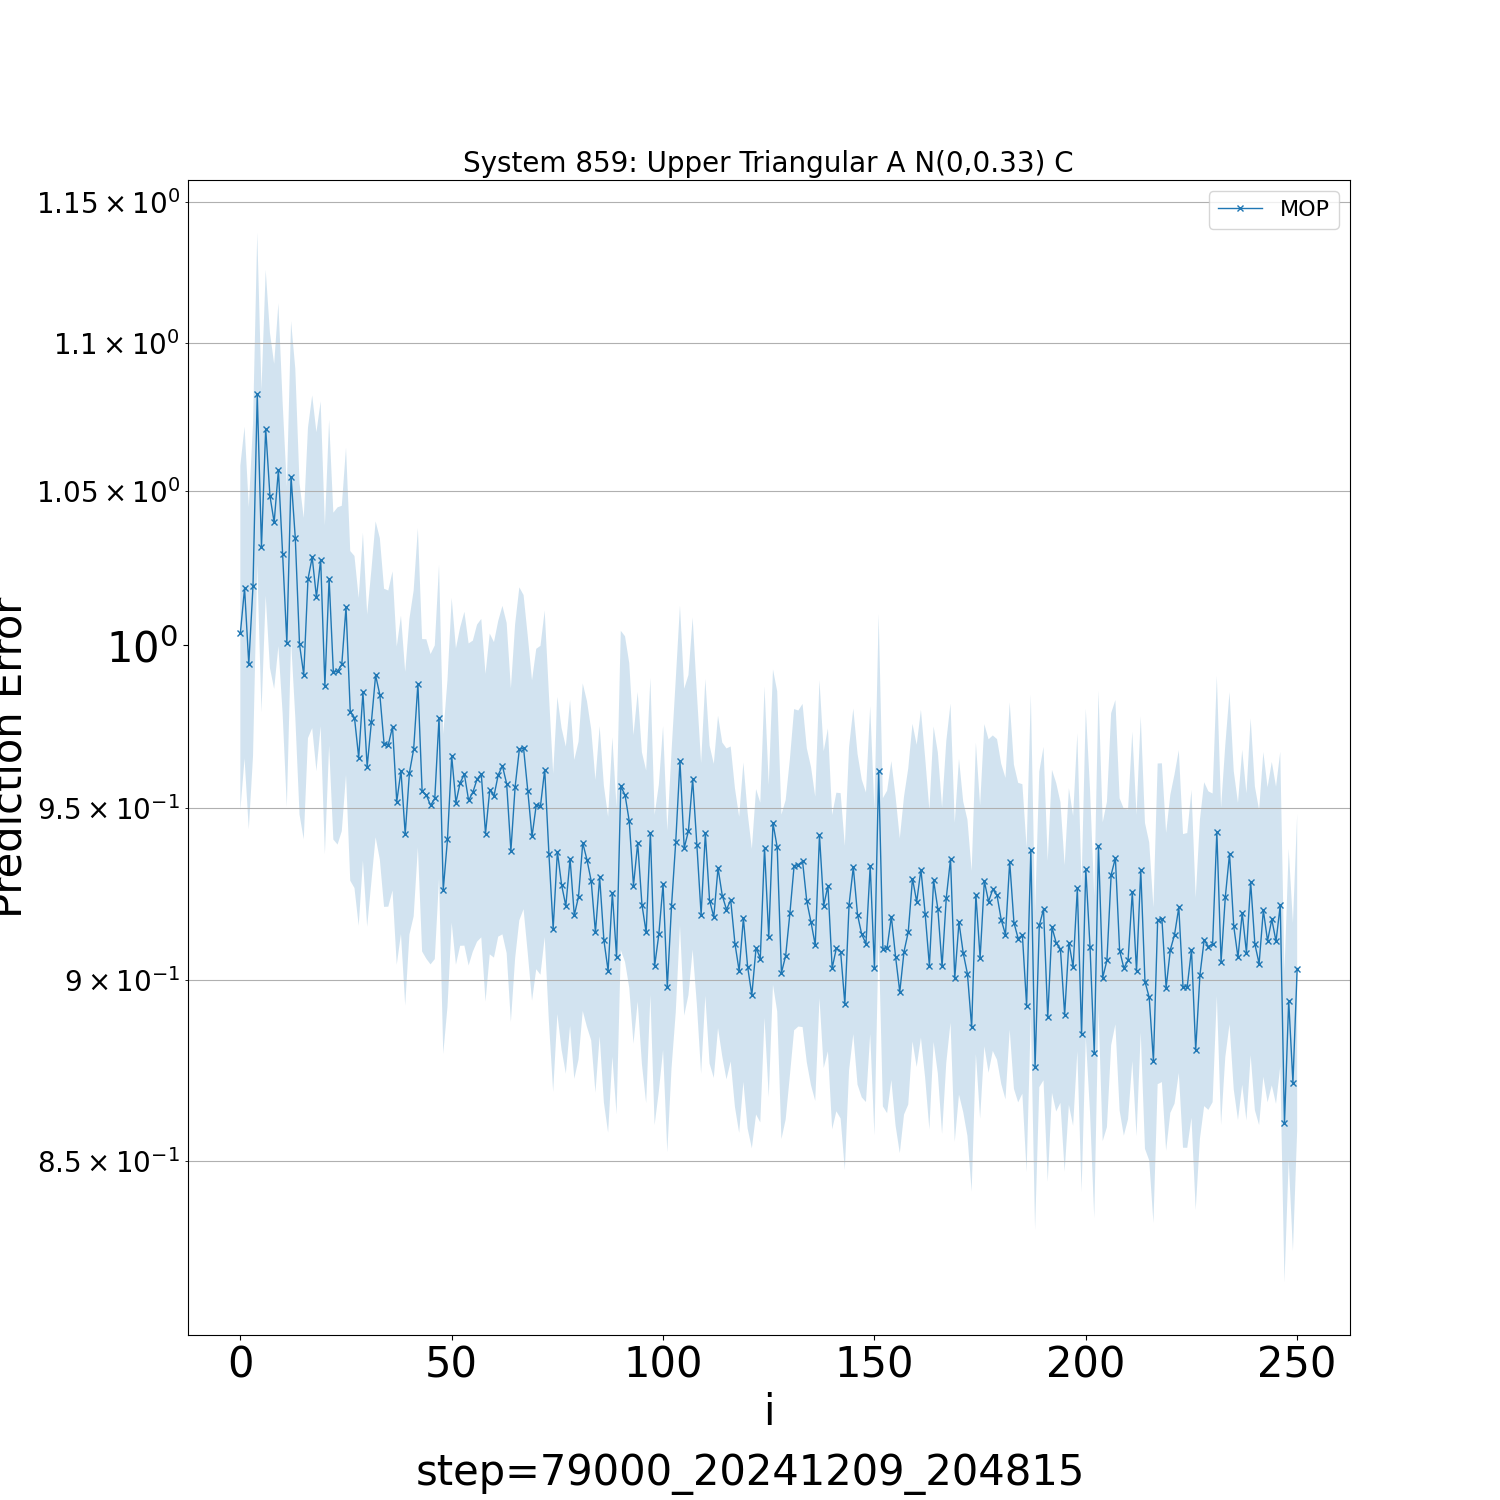 System 859: Upper Triangular A N(0,0.33) C
MOP
Prediction Error
1.15 × 10⁰
1.1 × 10⁰
1.05 × 10⁰
10⁰
9.5 × 10⁻¹
9 × 10⁻¹
8.5 × 10⁻¹
0 50 100 150 200 250
i
step=79000_20241209_204815